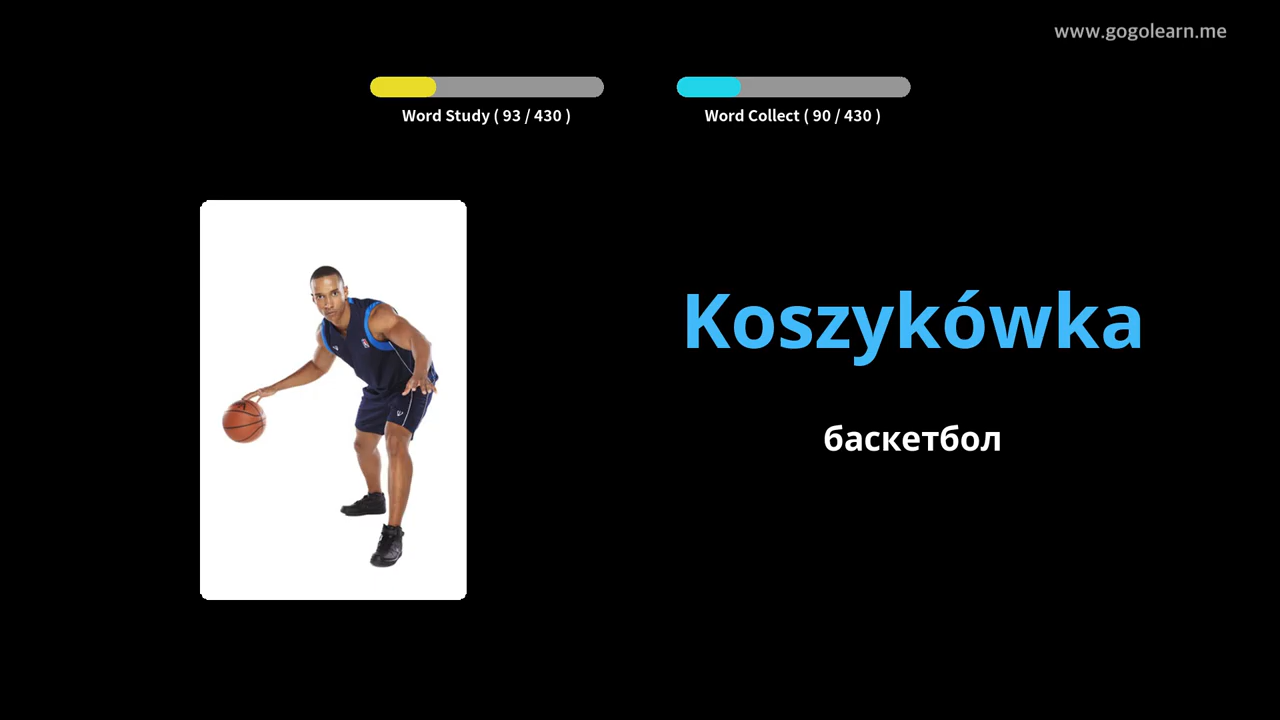 www.gogolearn.me
Word Study ( 93 / 430 )
Word Collect ( 90 / 430 )
Koszykówka
баскетбол